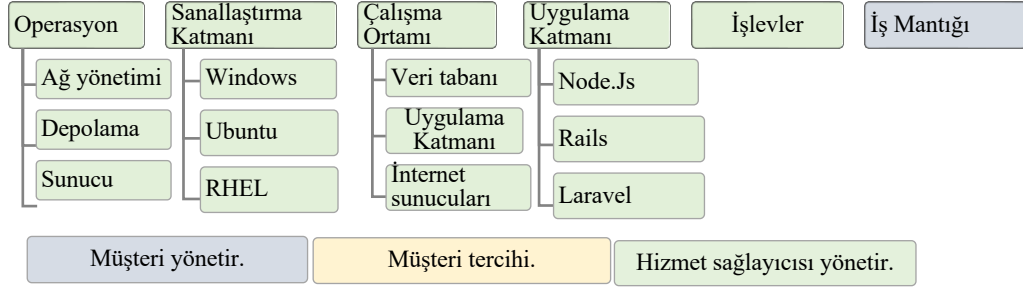 Operasyon
Ağ yönetimi
Depolama
Sunucu
Sanallaştırma
Katmanı
Windows
Ubuntu
RHEL
Çalışma
Ortamı
Veri tabanı
Uygulama
Katmanı
İnternet
sunucuları
Uygulama
Katmanı
Node.Js
Rails
Laravel
İşlevler
İş Mantığı
Müşteri yönetir.
Müşteri tercihi.
Hizmet sağlayıcısı yönetir.